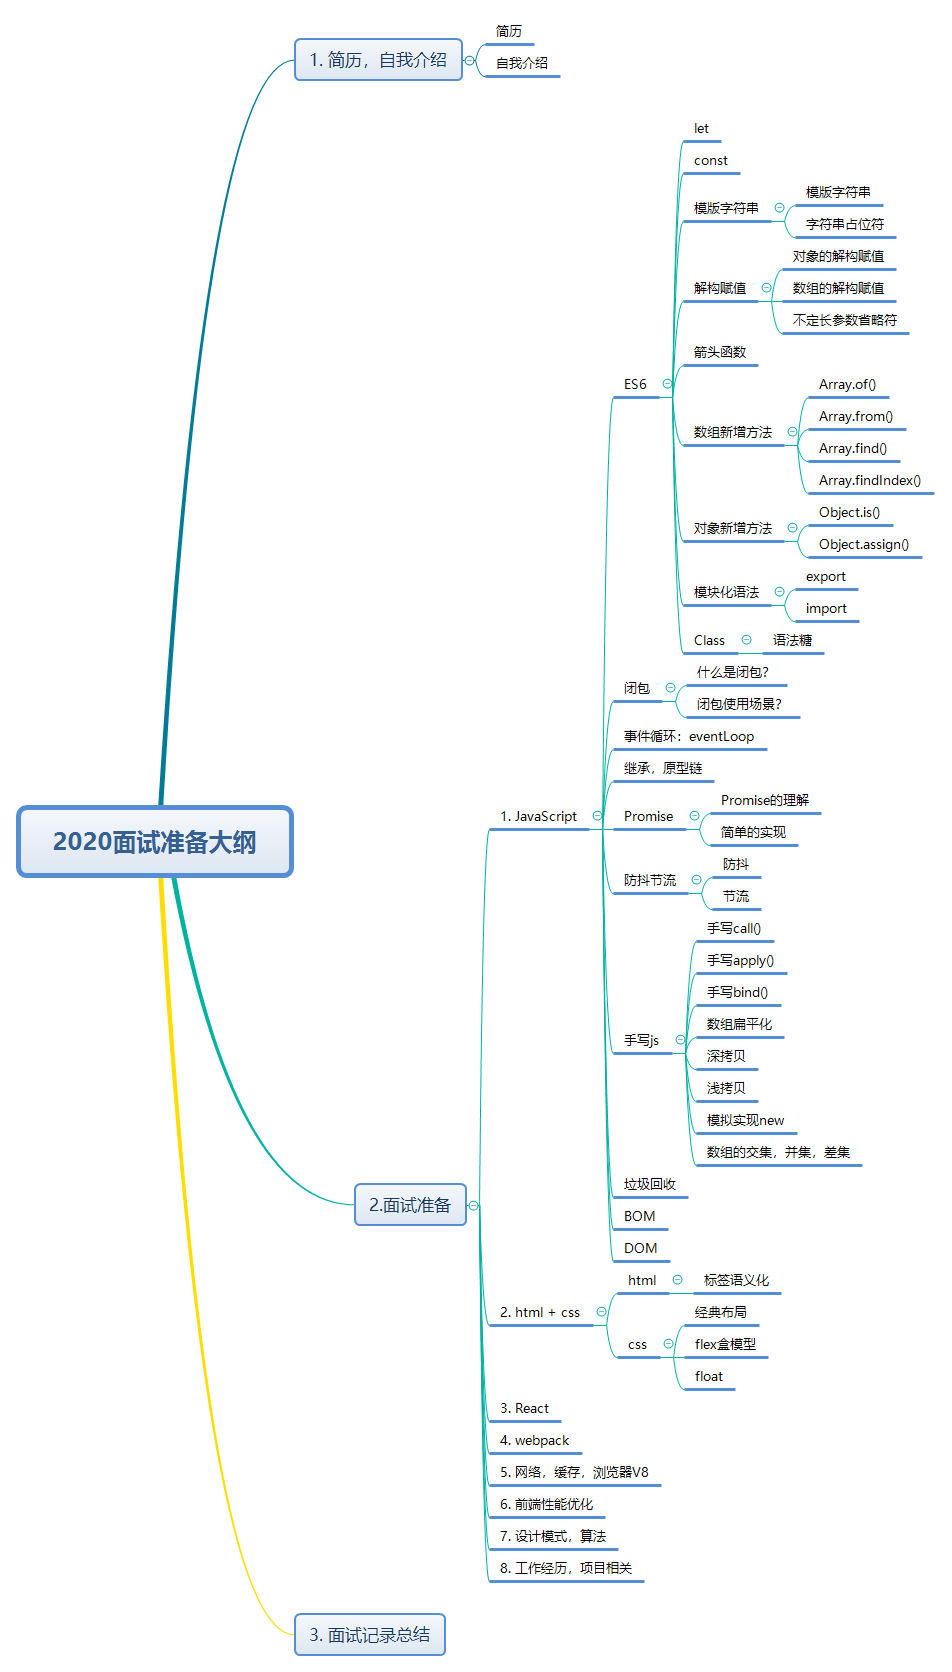 2020面试准备大纲
1. 简历，自我介绍
简历
自我介绍
2.面试准备
1. JavaScript
ES6
let
const
模版字符串
模版字符串
字符串占位符
解构赋值
对象的解构赋值
数组的解构赋值
不定长参数省略符
箭头函数
数组新增方法
Array.of()
Array.from()
Array.find()
Array.findIndex()
对象新增方法
Object.is()
Object.assign()
模块化语法
export
import
Class
语法糖
闭包
什么是闭包？
闭包使用场景？
事件循环：eventLoop
继承，原型链
Promise
Promise的理解
简单的实现
防抖节流
防抖
节流
手写js
手写call()
手写apply()
手写bind()
数组扁平化
深拷贝
浅拷贝
模拟实现new
数组的交集，并集，差集
垃圾回收
BOM
DOM
2. html + css
html
标签语义化
css
经典布局
flex盒模型
float
3. React
4. webpack
5. 网络，缓存，浏览器V8
6. 前端性能优化
7. 设计模式，算法
8. 工作经历，项目相关
3. 面试记录总结